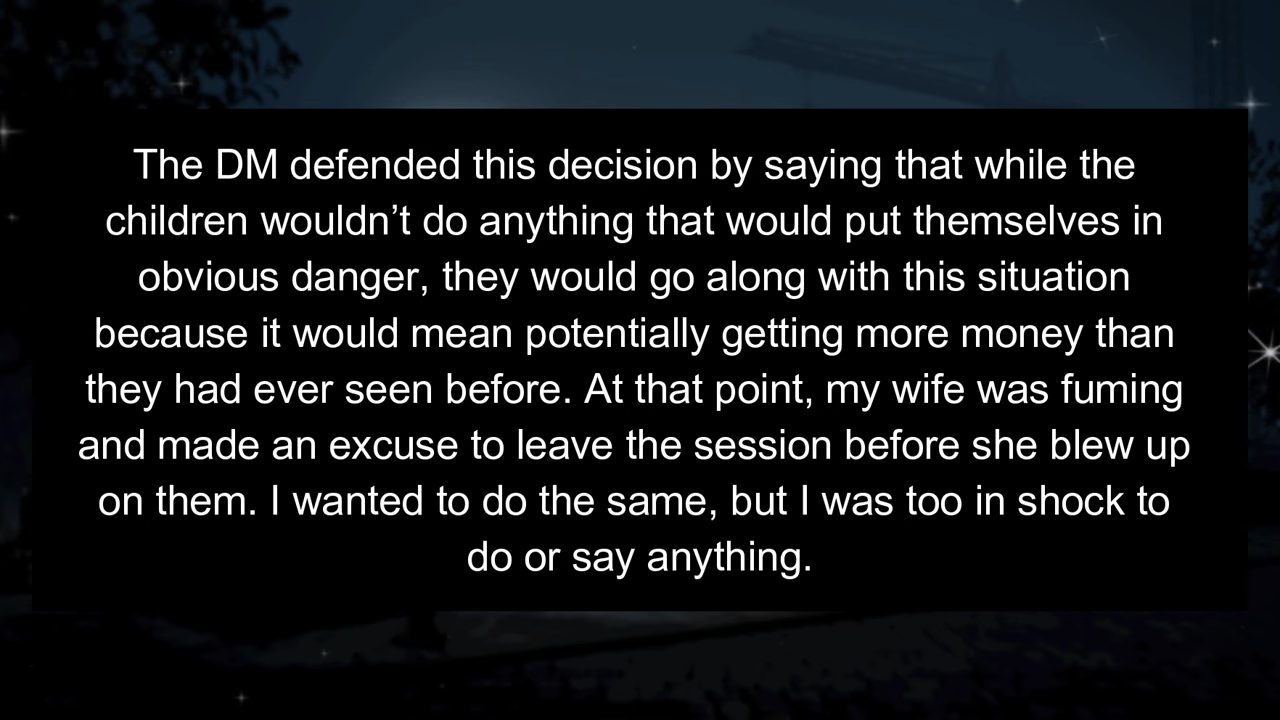 The DM defended this decision by saying that while the
children wouldn’t do anything that would put themselves in
obvious danger, they would go along with this situation
because it would mean potentially getting more money than
they had ever seen before. At that point, my wife was fuming
and made an excuse to leave the session before she blew up
on them. I wanted to do the same, but I was too in shock to
do or say anything.